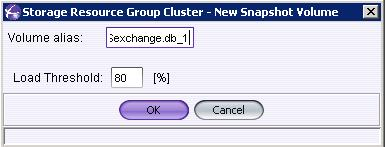 Storage Resource Group Cluster - New Snapshot Volume
Volume alias: exchange.db_1
Load Threshold: 80 [%]
OK Cancel